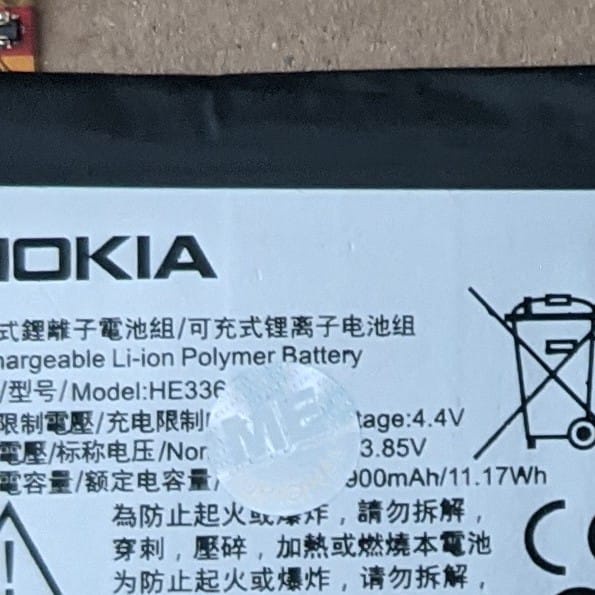 NOKIA
式鋰離子電池組/可充式锂离子电池组
hargeable Li-ion Polymer Battery
/型号/Model:HE336
限制電壓/充电限制 ME tage:4.4V
電壓/标称电压/Nor 3.85V
電容量/额定电容量/ 900mAh/11.17Wh
為防止起火或爆炸，請勿拆解，
穿刺，壓碎，加熱或燃燒本電池
为防止起火或爆炸，请勿拆解，